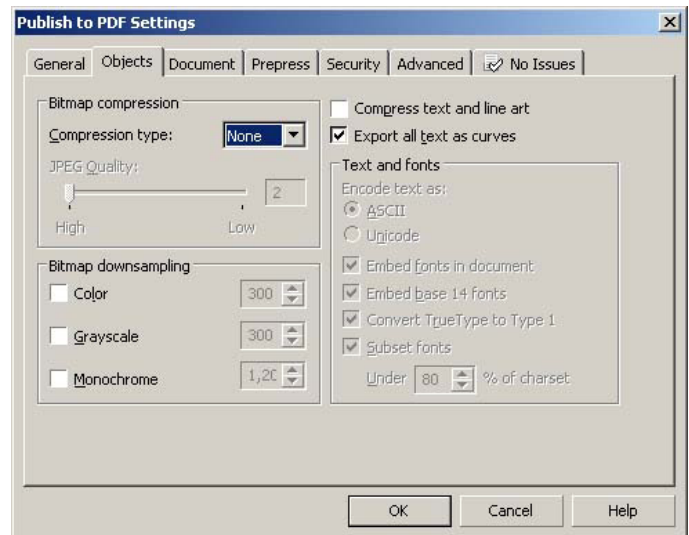 Publish to PDF Settings
General Objects Document Prepress Security Advanced No Issues
Bitmap compression
Compression type: None
JPEG Quality:
2
High Low
Bitmap downsampling
Color 300
Grayscale 300
Monochrome 1,20
Compress text and line art
Export all text as curves
Text and fonts
Encode text as:
ASCII
Unicode
Embed fonts in document
Embed base 14 fonts
Convert TrueType to Type 1
Subset fonts
Under 80 % of charset
OK Cancel Help